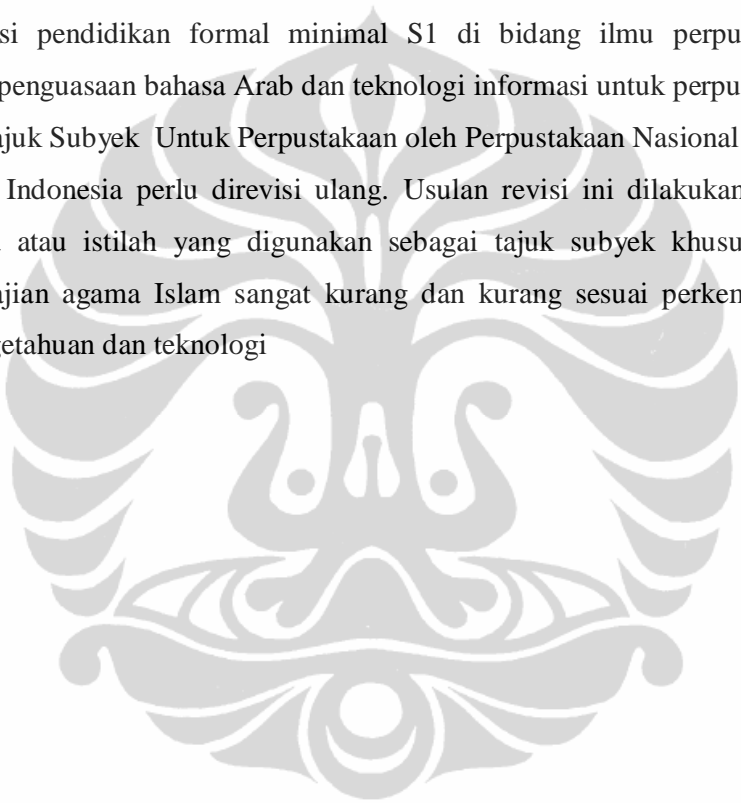 si pendidikan formal minimal S1 di bidang ilmu perpu
penguasaan bahasa Arab dan teknologi informasi untuk perpu
ajuk Subyek Untuk Perpustakaan oleh Perpustakaan Nasional
Indonesia perlu direvisi ulang. Usulan revisi ini dilakukan
atau istilah yang digunakan sebagai tajuk subyek khusu
ajian agama Islam sangat kurang dan kurang sesuai perken
getahuan dan teknologi